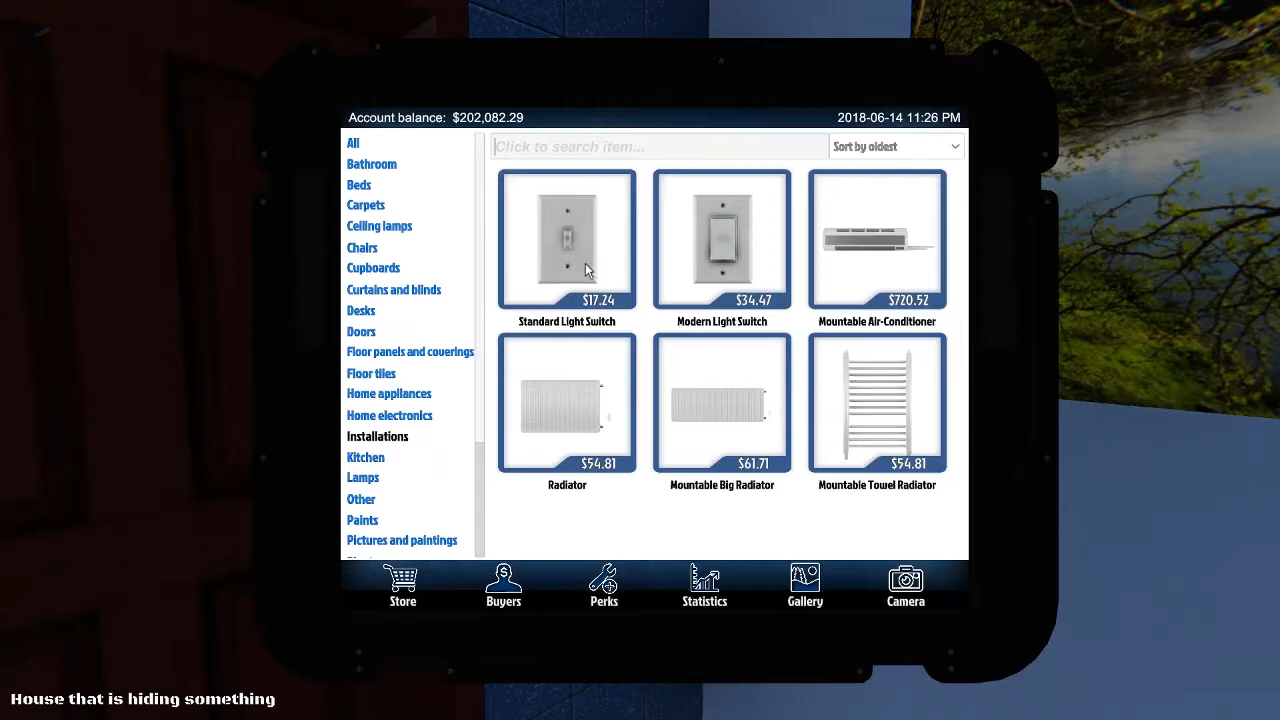 Account balance: $202,082.29
2018-06-14 11:26 PM
All
Bathroom
Beds
Carpets
Ceiling lamps
Chairs
Cupboards
Curtains and blinds
Desks
Doors
Floor panels and coverings
Floor tiles
Home appliances
Home electronics
Installations
Kitchen
Lamps
Other
Paints
Pictures and paintings
Click to search item...
Sort by oldest
$17.24
$34.47
$720.52
Standard Light Switch
Modern Light Switch
Mountable Air-Conditioner
$54.81
$61.71
$54.81
Radiator
Mountable Big Radiator
Mountable Towel Radiator
Store
Buyers
Perks
Statistics
Gallery
Camera
House that is hiding something